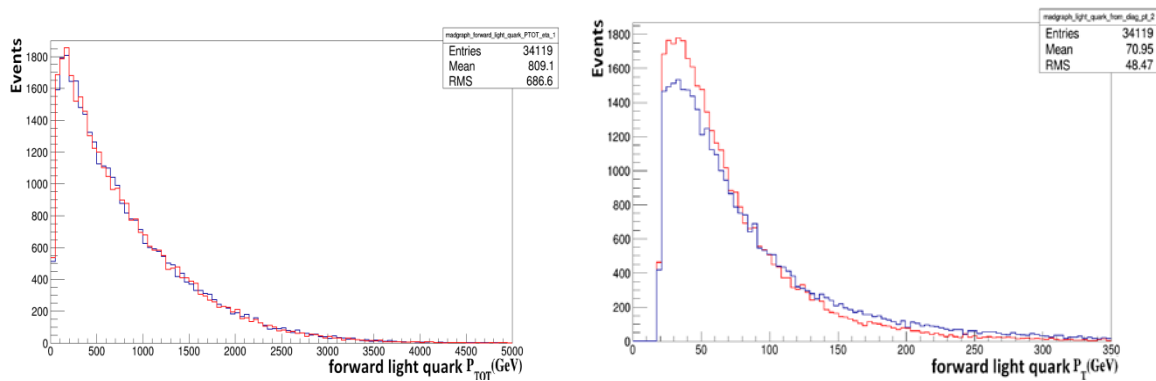 madgraph_forward_light_quark_PTOT_eta_1
Entries 34119
Mean 809.1
RMS 686.6
Events
1800
1600
1400
1200
1000
800
600
400
200
0
0 500 1000 1500 2000 2500 3000 3500 4000 4500 5000
forward light quark P_TOT(GeV)
madgraph_light_quark_from_diag_pt_2
Entries 34119
Mean 70.95
RMS 48.47
Events
1800
1600
1400
1200
1000
800
600
400
200
0
0 50 100 150 200 250 300 350
forward light quark P_T(GeV)